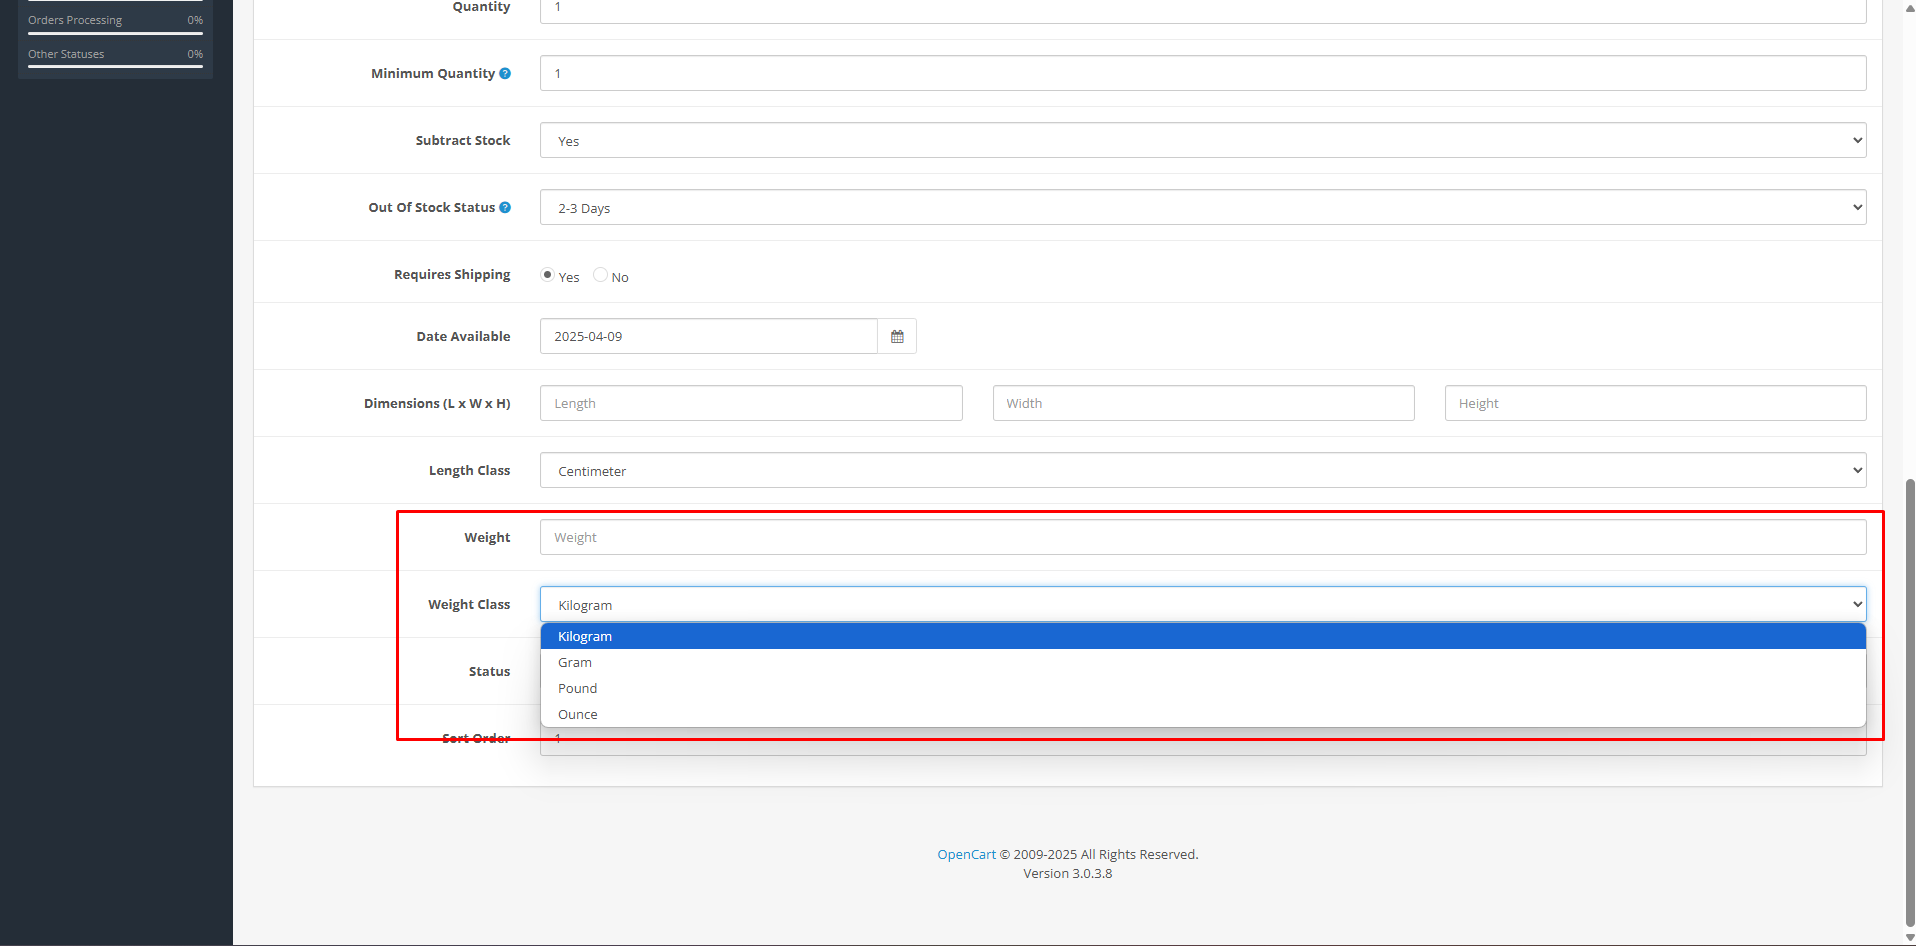 Orders Processing 0%
Other Statuses 0%
Quantity 1
Minimum Quantity ? 1
Subtract Stock Yes
Out Of Stock Status ? 2-3 Days
Requires Shipping Yes No
Date Available 2025-04-09
Dimensions (L x W x H) Length Width Height
Length Class Centimeter
Weight Weight
Weight Class Kilogram
Kilogram
Gram
Status
Pound
Ounce
Sort Order 1
OpenCart © 2009-2025 All Rights Reserved.
Version 3.0.3.8